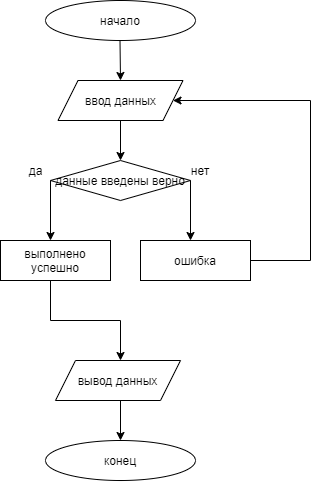 начало
ввод данных
да
нет
данные введены верно
выполнено
успешно
ошибка
вывод данных
конец